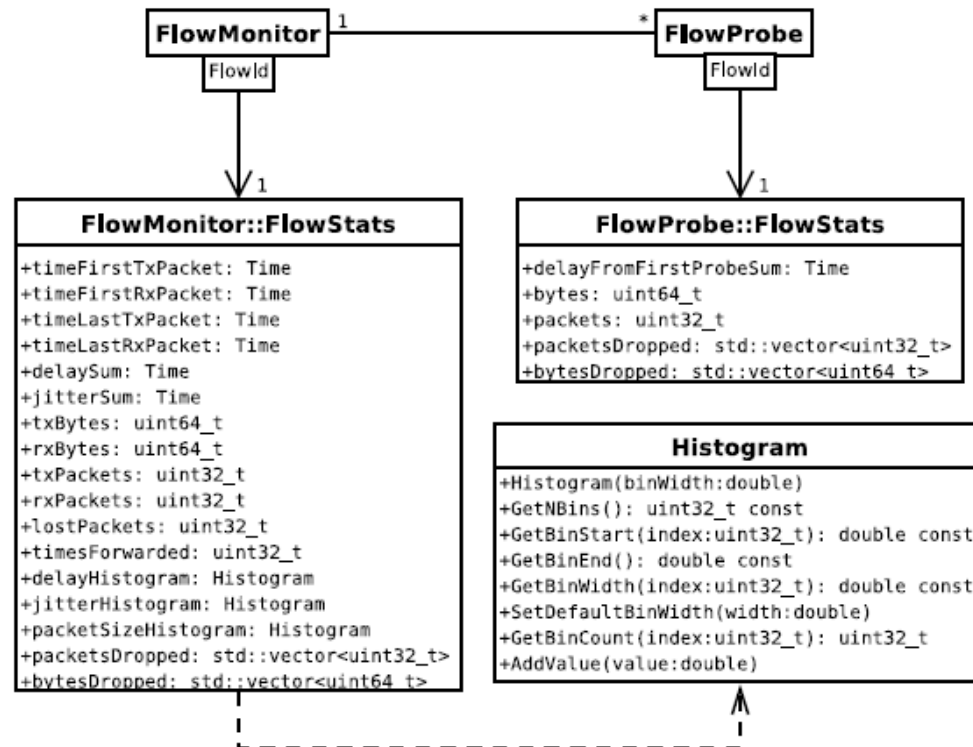 FlowMonitor
1
*
FlowProbe
FlowId
FlowId
1
1
FlowMonitor::FlowStats
+timeFirstTxPacket: Time
+timeFirstRxPacket: Time
+timeLastTxPacket: Time
+timeLastRxPacket: Time
+delaySum: Time
+jitterSum: Time
+txBytes: uint64_t
+rxBytes: uint64_t
+txPackets: uint32_t
+rxPackets: uint32_t
+lostPackets: uint32_t
+timesForwarded: uint32_t
+delayHistogram: Histogram
+jitterHistogram: Histogram
+packetSizeHistogram: Histogram
+packetsDropped: std::vector<uint32_t>
+bytesDropped: std::vector<uint64_t>
FlowProbe::FlowStats
+delayFromFirstProbeSum: Time
+bytes: uint64_t
+packets: uint32_t
+packetsDropped: std::vector<uint32_t>
+bytesDropped: std::vector<uint64_t>
Histogram
+Histogram(binWidth:double)
+GetNBins(): uint32_t const
+GetBinStart(index:uint32_t): double const
+GetBinEnd(): double const
+GetBinWidth(index:uint32_t): double const
+SetDefaultBinWidth(width:double)
+GetBinCount(index:uint32_t): uint32_t
+AddValue(value:double)